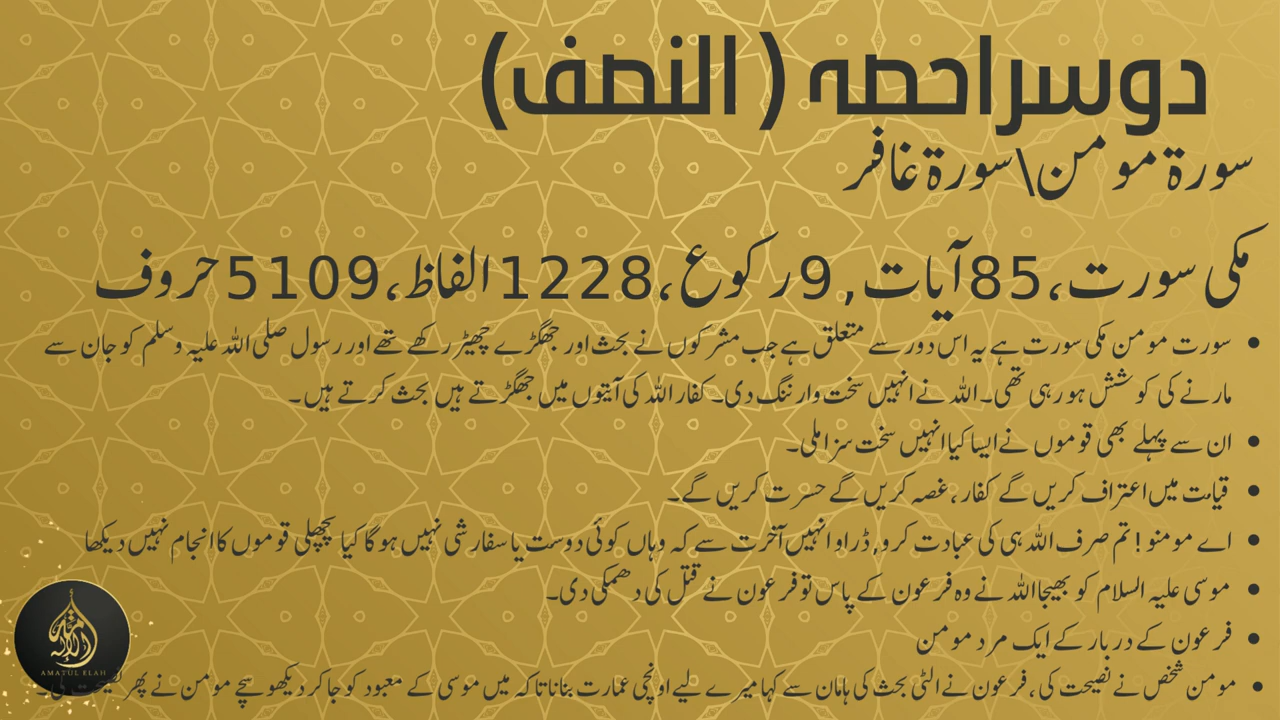 دوسرا حصہ ( النصف)
سورۃ مومن\سورۃ غافر
مکی سورت، 85 آیات , 9 رکوع، 1228 الفاظ، 5109 حروف
• سورت مومن مکی سورت ہے یہ اس دور سے متعلق ہے جب مشرکوں نے بحث اور جھگڑے چھیڑ رکھے تھے اور رسول صلی اللہ علیہ وسلم کو جان سے
مارنے کی کوشش ہو رہی تھی۔ اللہ نے انہیں سخت وارننگ دی۔ کفار اللہ کی آیتوں میں جھگڑتے ہیں بحث کرتے ہیں۔
• ان سے پہلے بھی قوموں نے ایسا کیا انہیں سخت سزا ملی۔
• قیامت میں اعتراف کریں گے کفار ، غصہ کریں گے حسرت کریں گے۔
• اے مومنو ! تم صرف اللہ ہی کی عبادت کرو, ڈراو انہیں آخرت سے کہ وہاں کوئی دوست یا سفارشی نہیں ہو گا کیا پچھلی قوموں کا انجام نہیں دیکھا
• موسی علیہ السلام کو بھیجا اللہ نے وہ فرعون کے پاس تو فرعون نے قتل کی دھمکی دی۔
• فرعون کے دربار کے ایک مرد مومن
• مومن شخص نے نصیحت کی ، فرعون نے الٹی بحث کی ہامان سے کہا میرے لیے اونچی عمارت بنانا تاکہ میں موسی کے معبود کو جا کر دیکھو سچے مومن نے پھر
AMATUL ELAH